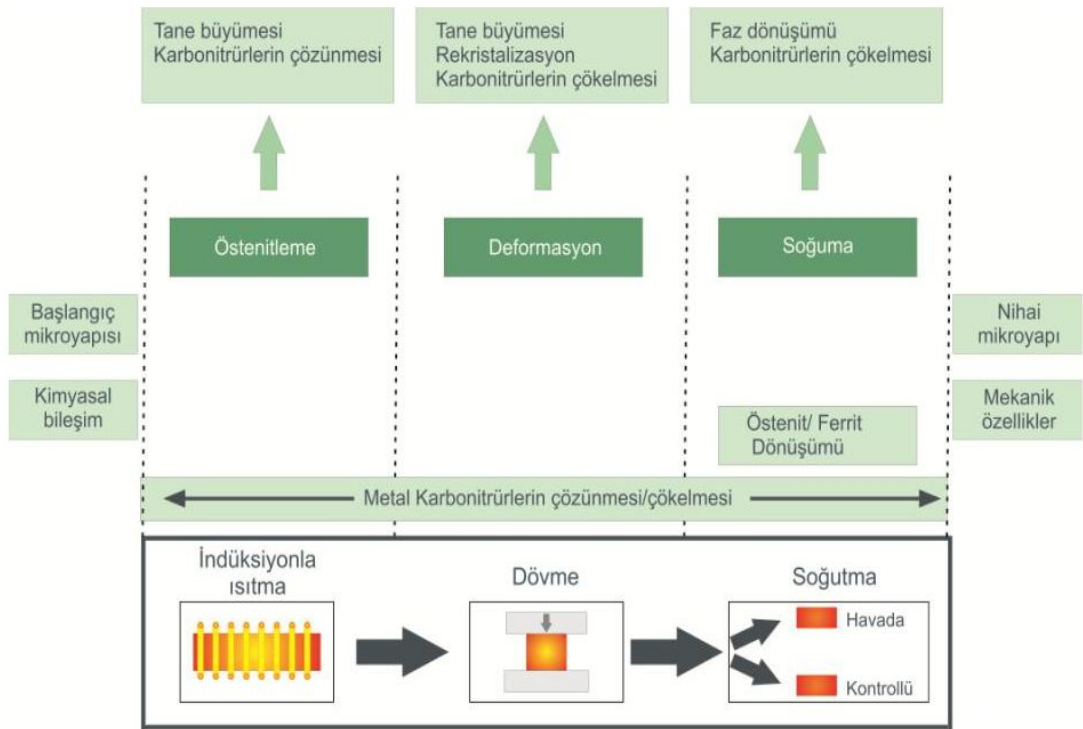 Tane büyümesi
Karbonitrürlerin çözünmesi
Tane büyümesi
Rekristalizasyon
Karbonitrürlerin çökelmesi
Faz dönüşümü
Karbonitrürlerin çökelmesi
Östenitleme
Deformasyon
Soğuma
Başlangıç
mikroyapısı
Nihai
mikroyapı
Kimyasal
bileşim
Mekanik
özellikler
Östenit/ Ferrit
Dönüşümü
Metal Karbonitrürlerin çözünmesi/çökelmesi
İndüksiyonla
ısıtma
Dövme
Soğutma
Havada
Kontrollü